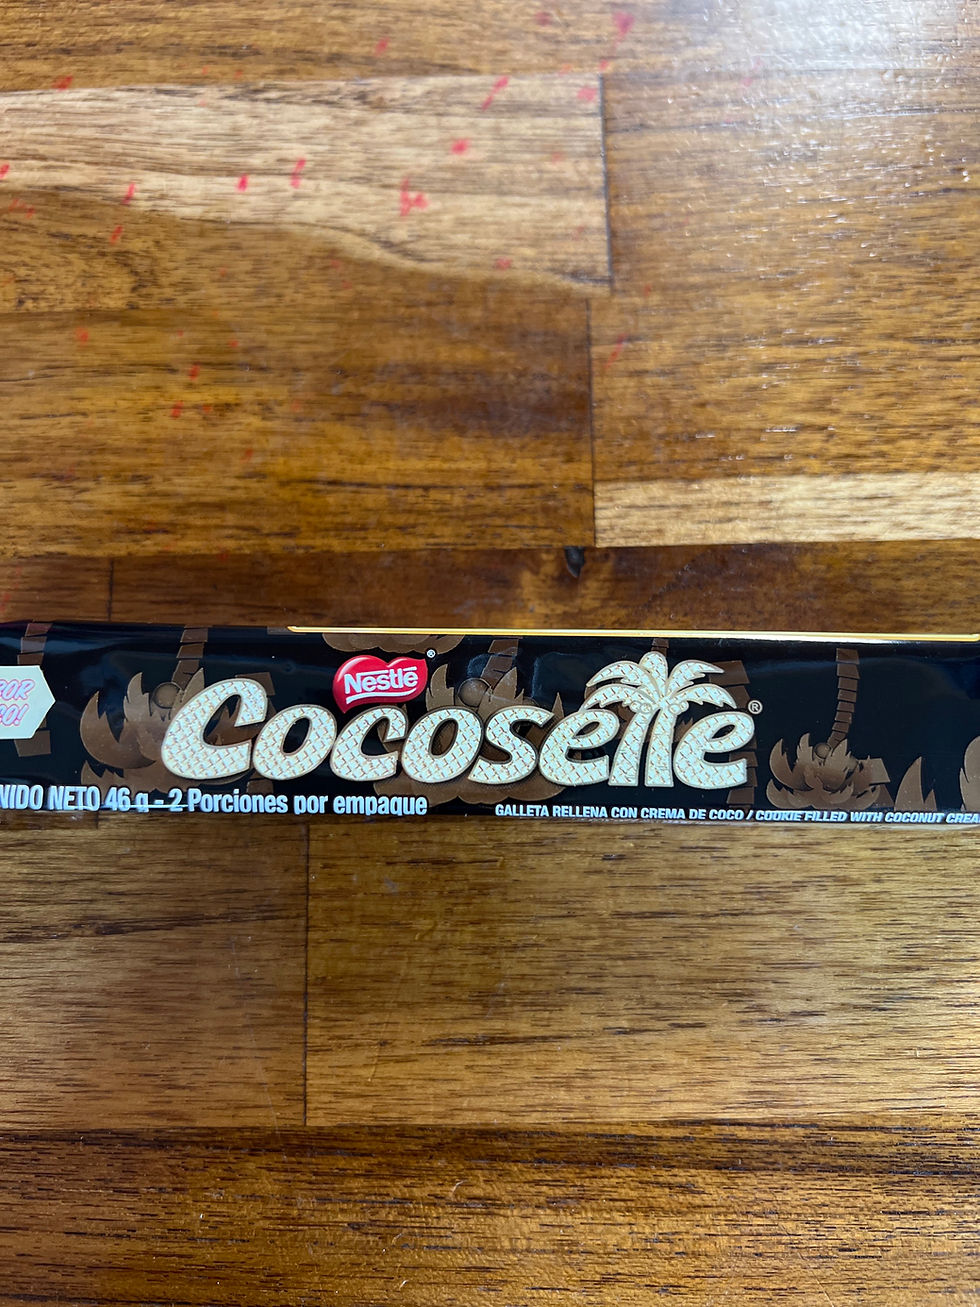 Nestlé®
Cocosette®
NIDO NETO 46 g - 2 Porciones por empaque
GALLETA RELLENA CON CREMA DE COCO / COOKIE FILLED WITH COCONUT CREA